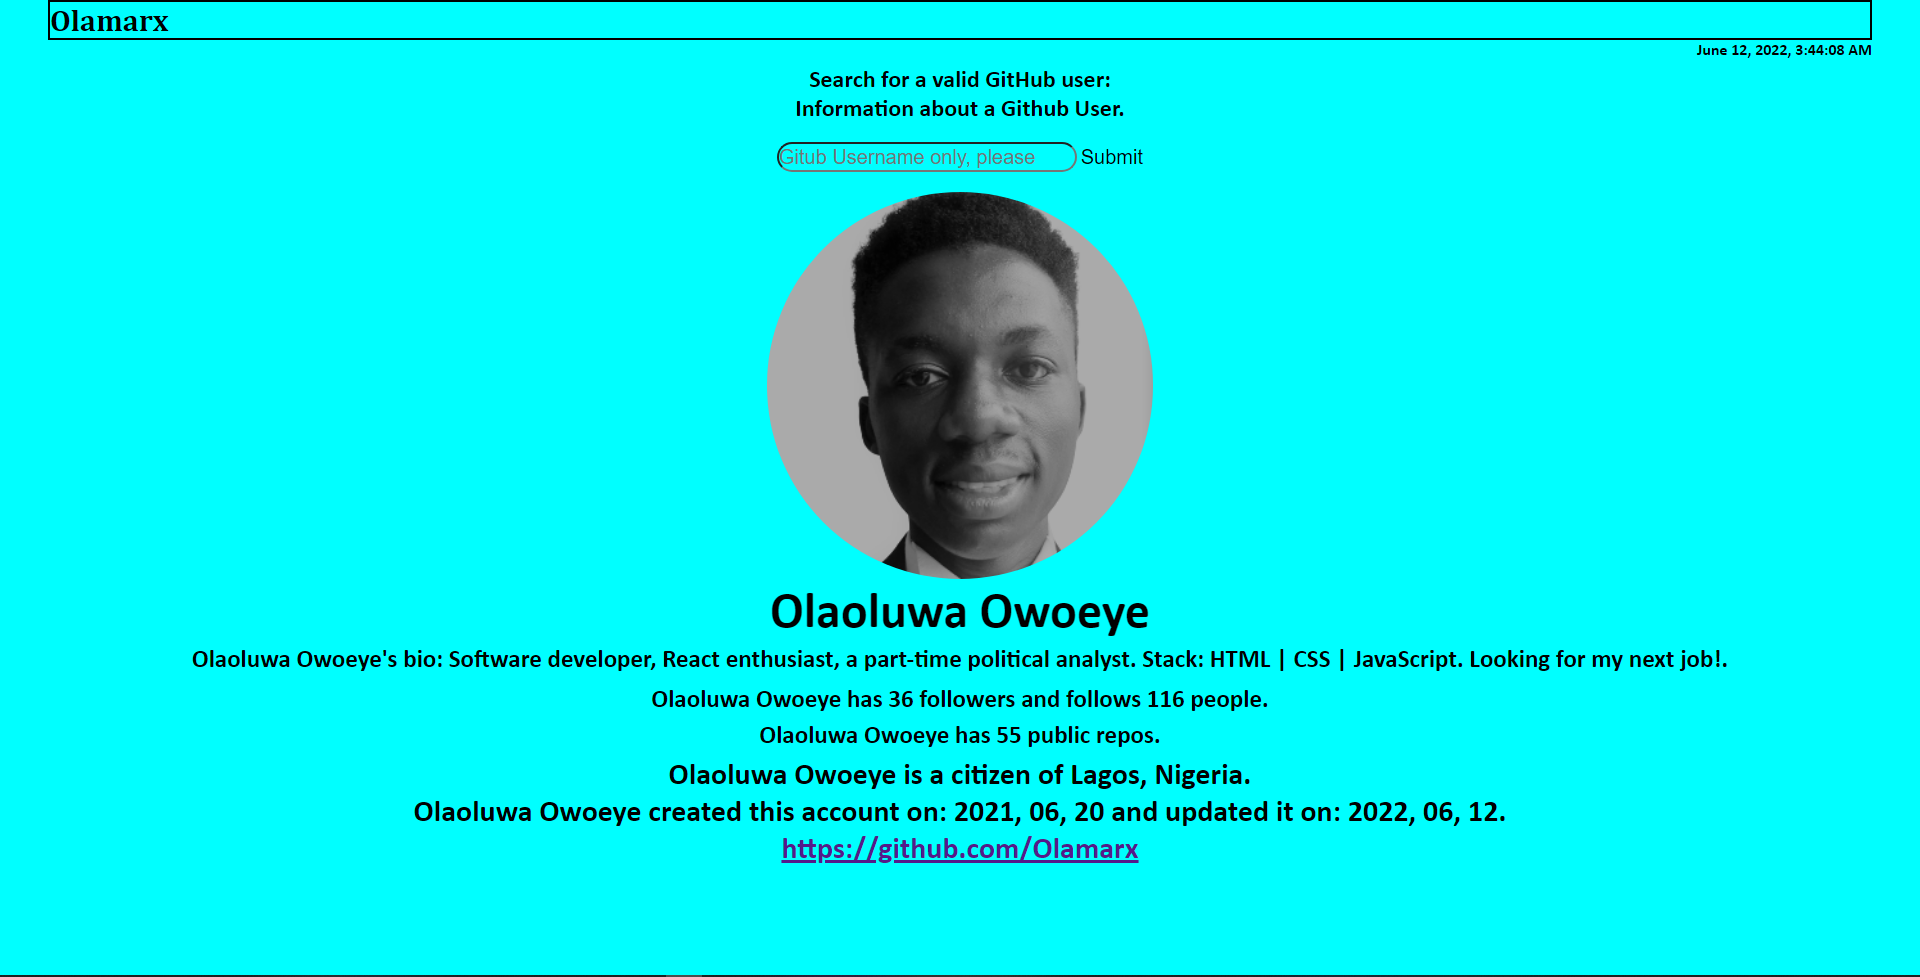 Olamarx
June 12, 2022, 3:44:08 AM
Search for a valid GitHub user:
Information about a Github User.
Gitub Username only, please Submit
Olaoluwa Owoeye
Olaoluwa Owoeye's bio: Software developer, React enthusiast, a part-time political analyst. Stack: HTML | CSS | JavaScript. Looking for my next job!.
Olaoluwa Owoeye has 36 followers and follows 116 people.
Olaoluwa Owoeye has 55 public repos.
Olaoluwa Owoeye is a citizen of Lagos, Nigeria.
Olaoluwa Owoeye created this account on: 2021, 06, 20 and updated it on: 2022, 06, 12.
https://github.com/Olamarx